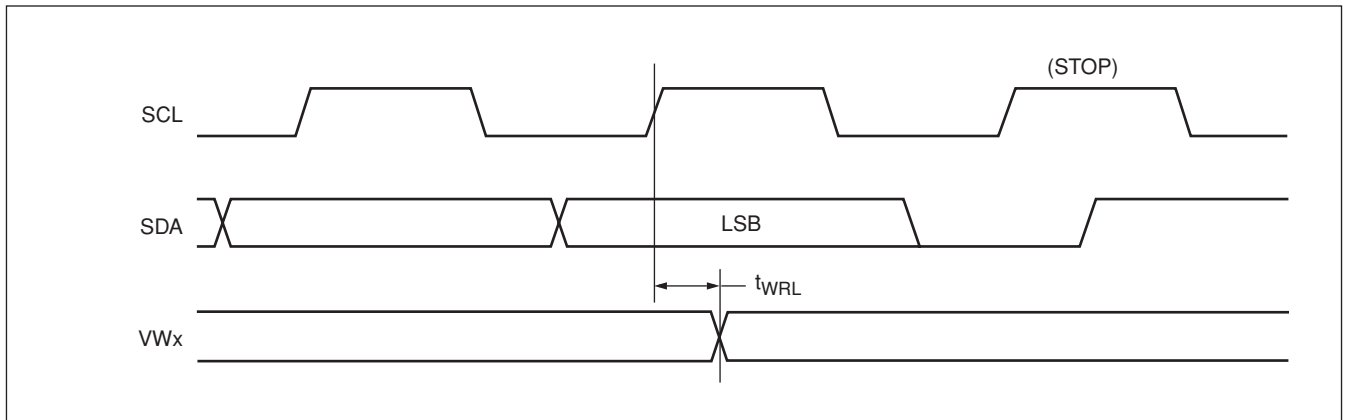 (STOP)
SCL
SDA
LSB
tWRL
VWx